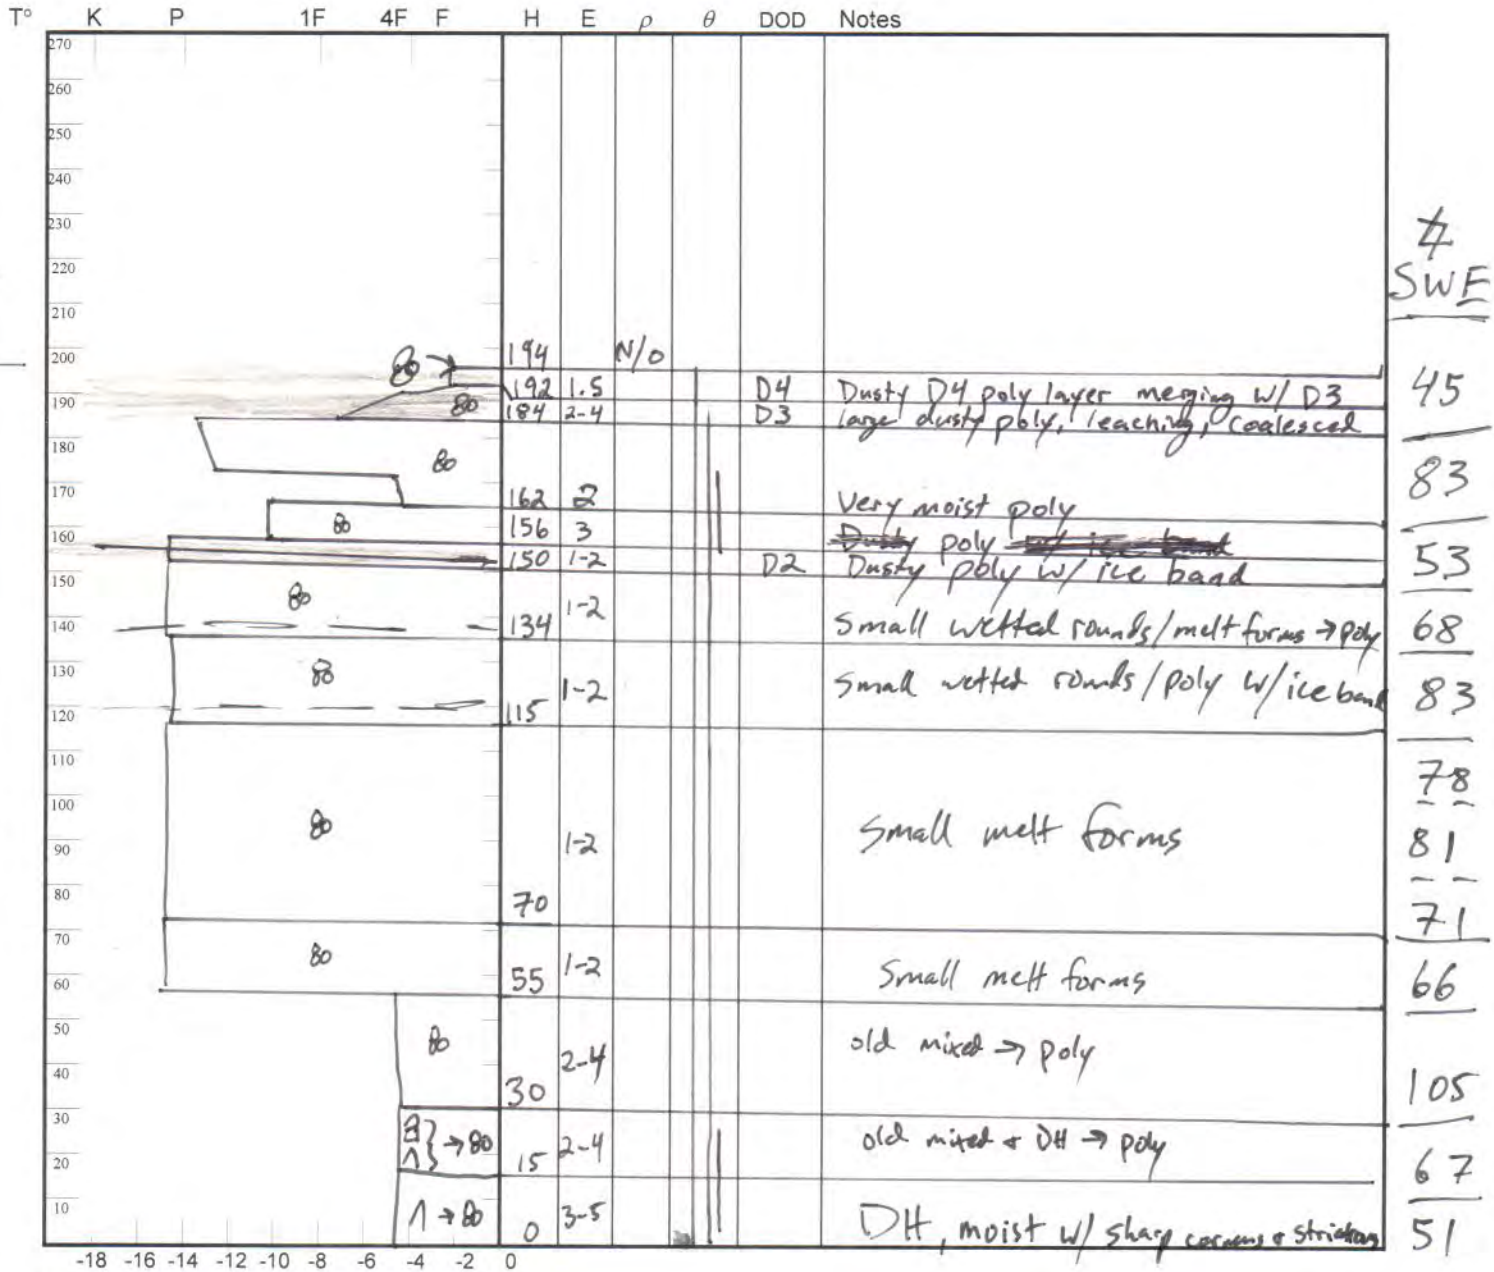 T° K P 1F 4F F H E ρ θ DOD Notes
270
260
250
240
230
220
# SWE
210
200 194 N/O
192 1.5 D4 Dusty D4 poly layer merging w/ D3 45
190 184 2-4 D3 large dusty poly, leaching, coalesced
180 83
170 162 2 Very moist poly
160 156 3 Dusty poly w/ ice band 53
150 150 1-2 D2 Dusty poly w/ ice band
140 134 1-2 Small wetted rounds/melt forms → poly 68
130
120 115 1-2 Small wetted rounds/poly w/ ice band 83
110 78
100
90 1-2 Small melt forms 81
80 70 71
70
60 55 1-2 Small melt forms 66
50
40 30 2-4 old mixed → poly 105
30
20 15 2-4 old mixed + DH → poly 67
10 0 3-5 DH, moist w/ sharp corners + striations 51
-18 -16 -14 -12 -10 -8 -6 -4 -2 0